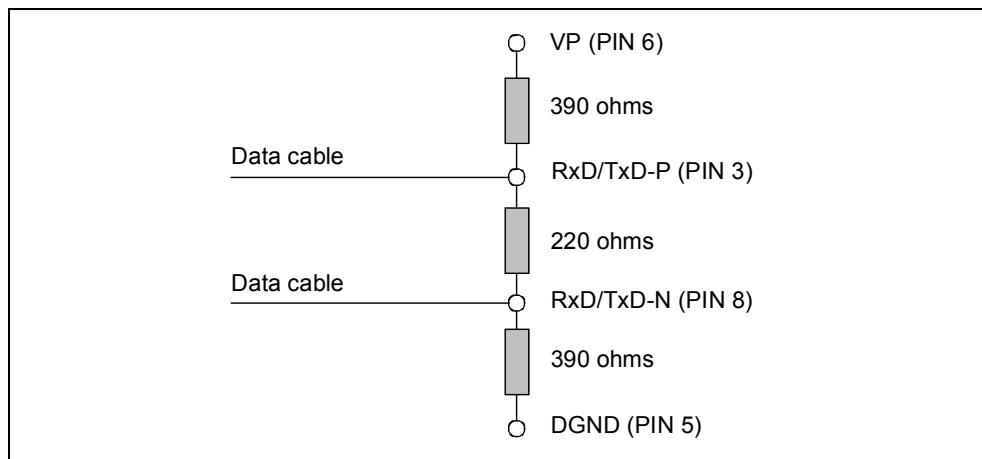 VP (PIN 6)
390 ohms
Data cable
RxD/TxD-P (PIN 3)
220 ohms
Data cable
RxD/TxD-N (PIN 8)
390 ohms
DGND (PIN 5)